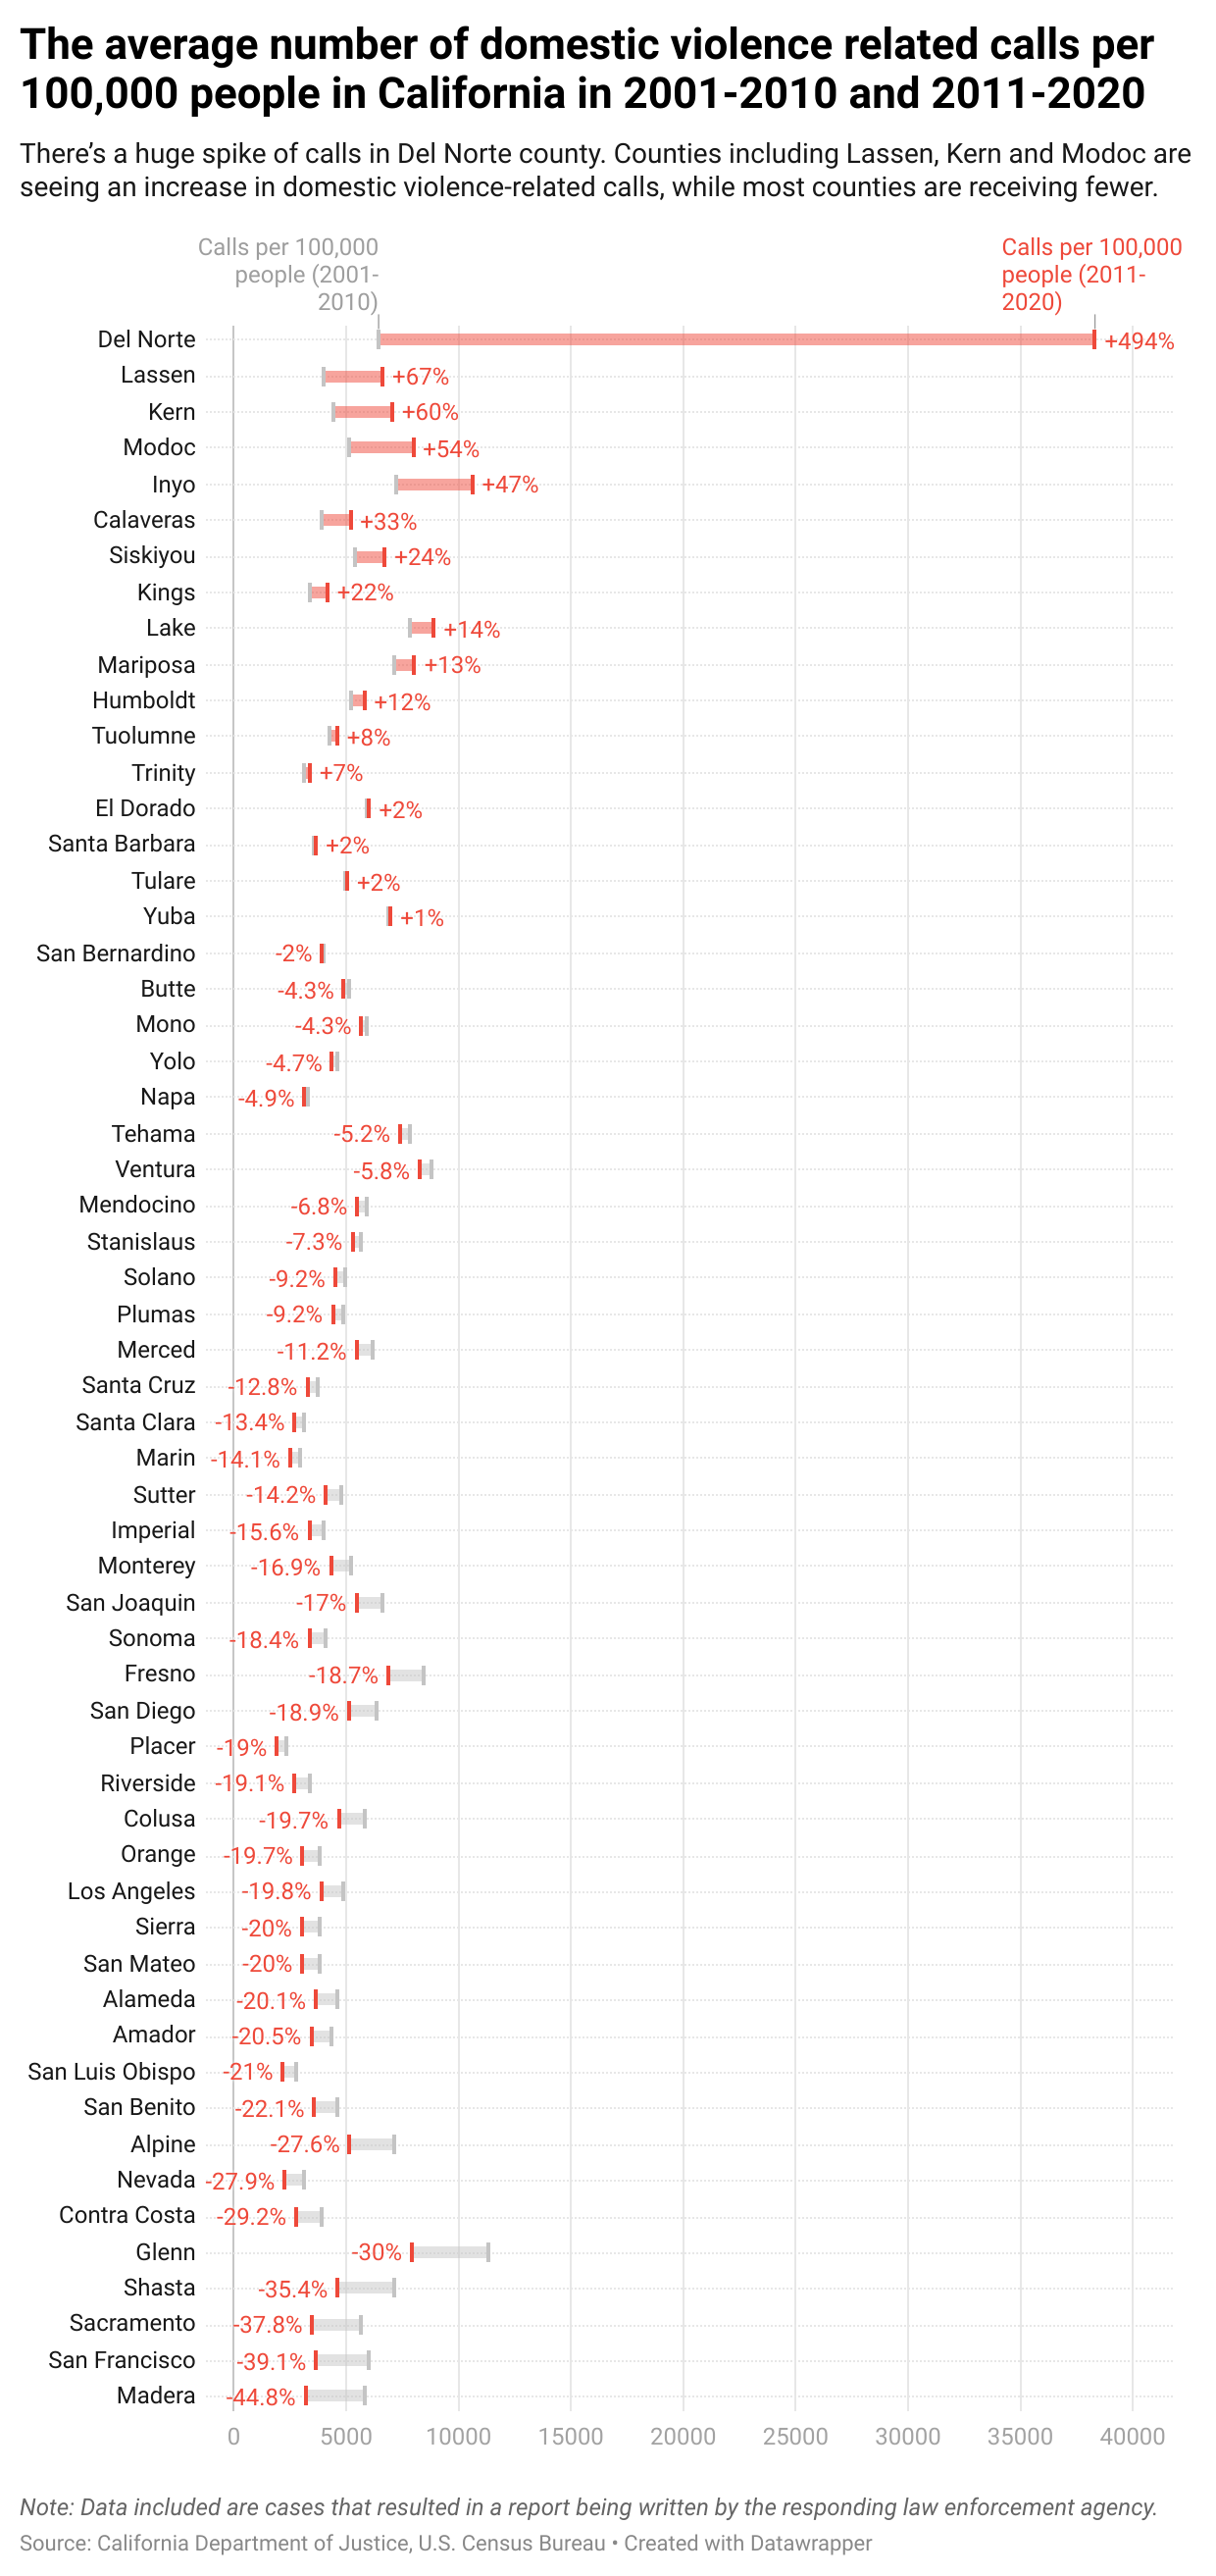 The average number of domestic violence related calls per
100,000 people in California in 2001-2010 and 2011-2020
There's a huge spike of calls in Del Norte county. Counties including Lassen, Kern and Modoc are
seeing an increase in domestic violence-related calls, while most counties are receiving fewer.
Calls per 100,000
people (2001-
2010)
Calls per 100,000
people (2011-
2020)
Del Norte +494%
Lassen +67%
Kern +60%
Modoc +54%
Inyo +47%
Calaveras +33%
Siskiyou +24%
Kings +22%
Lake +14%
Mariposa +13%
Humboldt +12%
Tuolumne +8%
Trinity +7%
El Dorado +2%
Santa Barbara +2%
Tulare +2%
Yuba +1%
San Bernardino -2%
Butte -4.3%
Mono -4.3%
Yolo -4.7%
Napa -4.9%
Tehama -5.2%
Ventura -5.8%
Mendocino -6.8%
Stanislaus -7.3%
Solano -9.2%
Plumas -9.2%
Merced -11.2%
Santa Cruz -12.8%
Santa Clara -13.4%
Marin -14.1%
Sutter -14.2%
Imperial -15.6%
Monterey -16.9%
San Joaquin -17%
Sonoma -18.4%
Fresno -18.7%
San Diego -18.9%
Placer -19%
Riverside -19.1%
Colusa -19.7%
Orange -19.7%
Los Angeles -19.8%
Sierra -20%
San Mateo -20%
Alameda -20.1%
Amador -20.5%
San Luis Obispo -21%
San Benito -22.1%
Alpine -27.6%
Nevada -27.9%
Contra Costa -29.2%
Glenn -30%
Shasta -35.4%
Sacramento -37.8%
San Francisco -39.1%
Madera -44.8%
0 5000 10000 15000 20000 25000 30000 35000 40000
Note: Data included are cases that resulted in a report being written by the responding law enforcement agency.
Source: California Department of Justice, U.S. Census Bureau • Created with Datawrapper